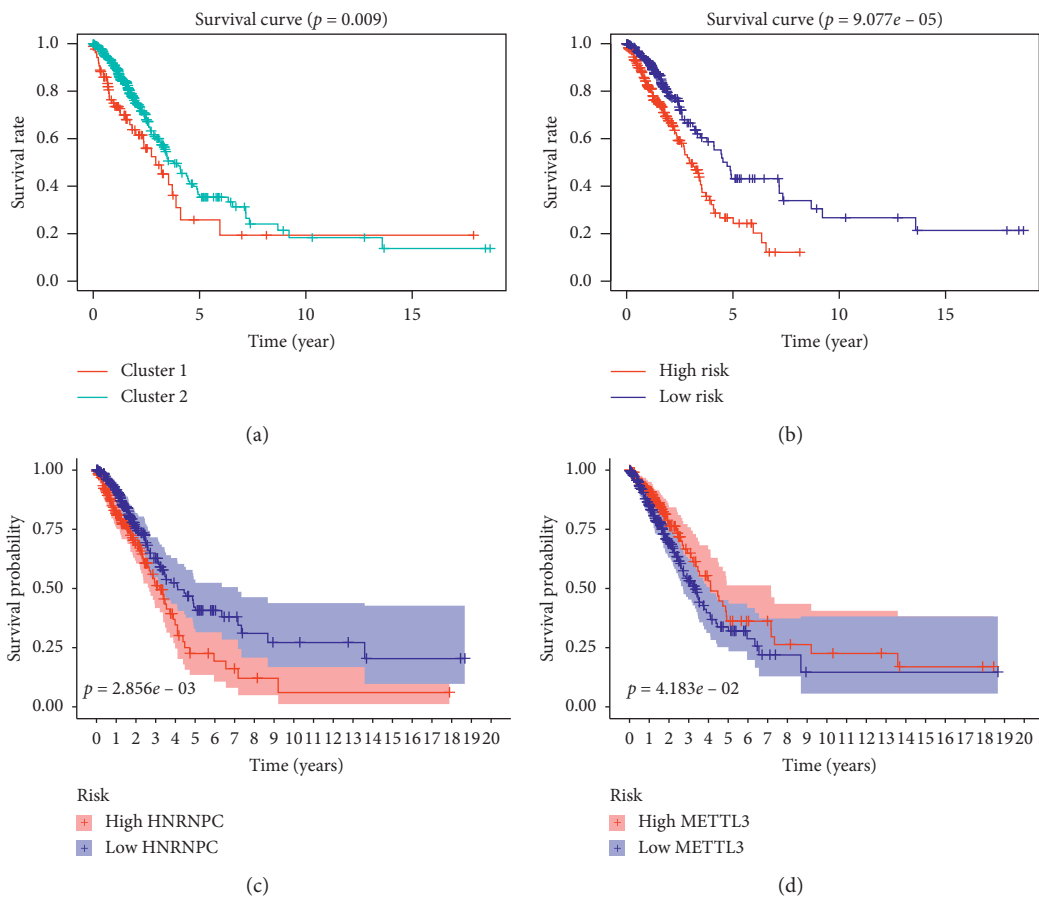 Survival curve (p = 0.009)
1.0
0.8
0.6
0.4
0.2
0.0
Survival rate
0 5 10 15
Time (year)
Cluster 1
Cluster 2
(a)
Survival curve (p = 9.077e – 05)
1.0
0.8
0.6
0.4
0.2
0.0
Survival rate
0 5 10 15
Time (year)
High risk
Low risk
(b)
1.00
0.75
0.50
0.25
0.00
Survival probability
p = 2.856e – 03
0 1 2 3 4 5 6 7 8 9 10 11 12 13 14 15 16 17 18 19 20
Time (years)
Risk
High HNRNPC
Low HNRNPC
(c)
1.00
0.75
0.50
0.25
0.00
Survival probability
p = 4.183e – 02
0 1 2 3 4 5 6 7 8 9 10 11 12 13 14 15 16 17 18 19 20
Time (years)
Risk
High METTL3
Low METTL3
(d)